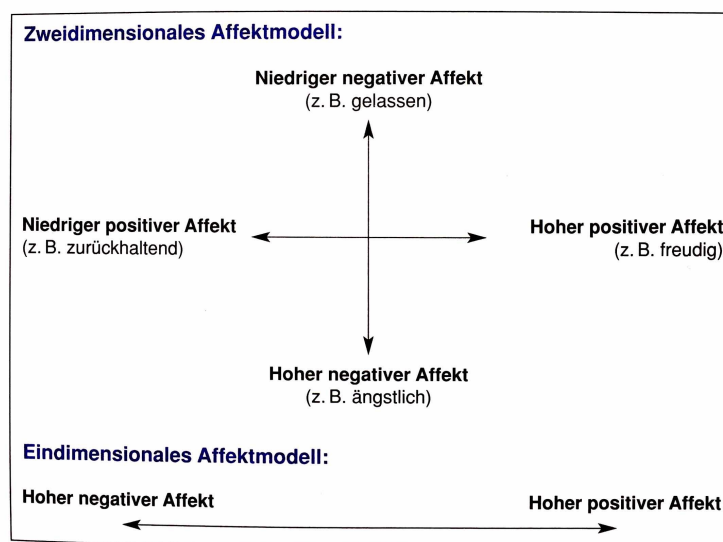 Zweidimensionales Affektmodell:
Niedriger negativer Affekt
(z. B. gelassen)
Niedriger positiver Affekt
(z. B. zurückhaltend)
Hoher positiver Affekt
(z. B. freudig)
Hoher negativer Affekt
(z. B. ängstlich)
Eindimensionales Affektmodell:
Hoher negativer Affekt
Hoher positiver Affekt